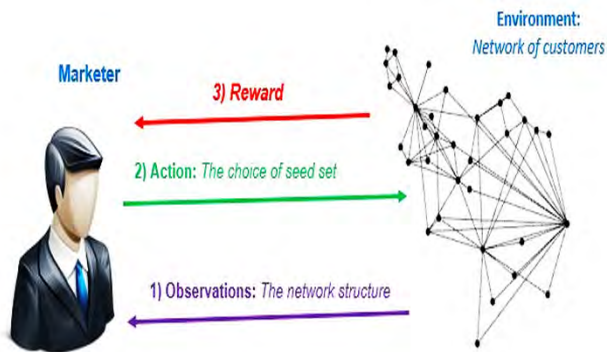 Environment:
Network of customers
Marketer
3) Reward
2) Action: The choice of seed set
1) Observations: The network structure